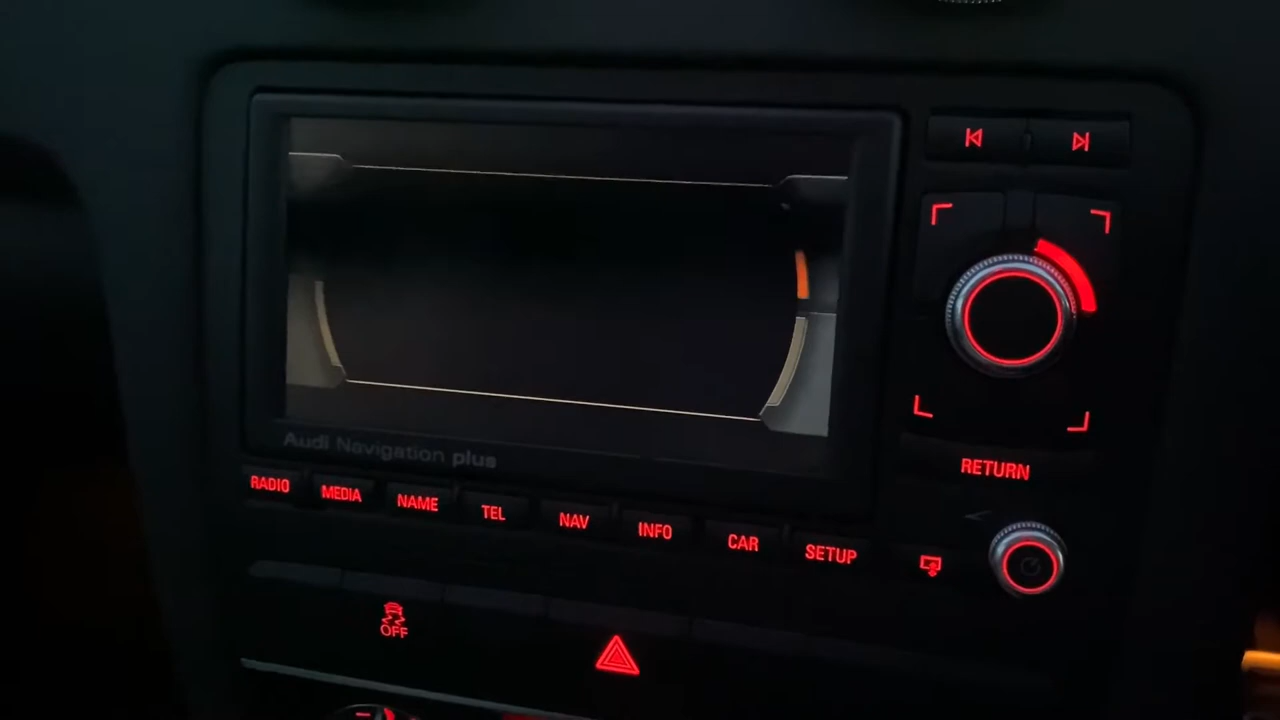 Audi Navigation plus
RETURN
RADIO MEDIA NAME TEL NAV INFO CAR SETUP
OFF